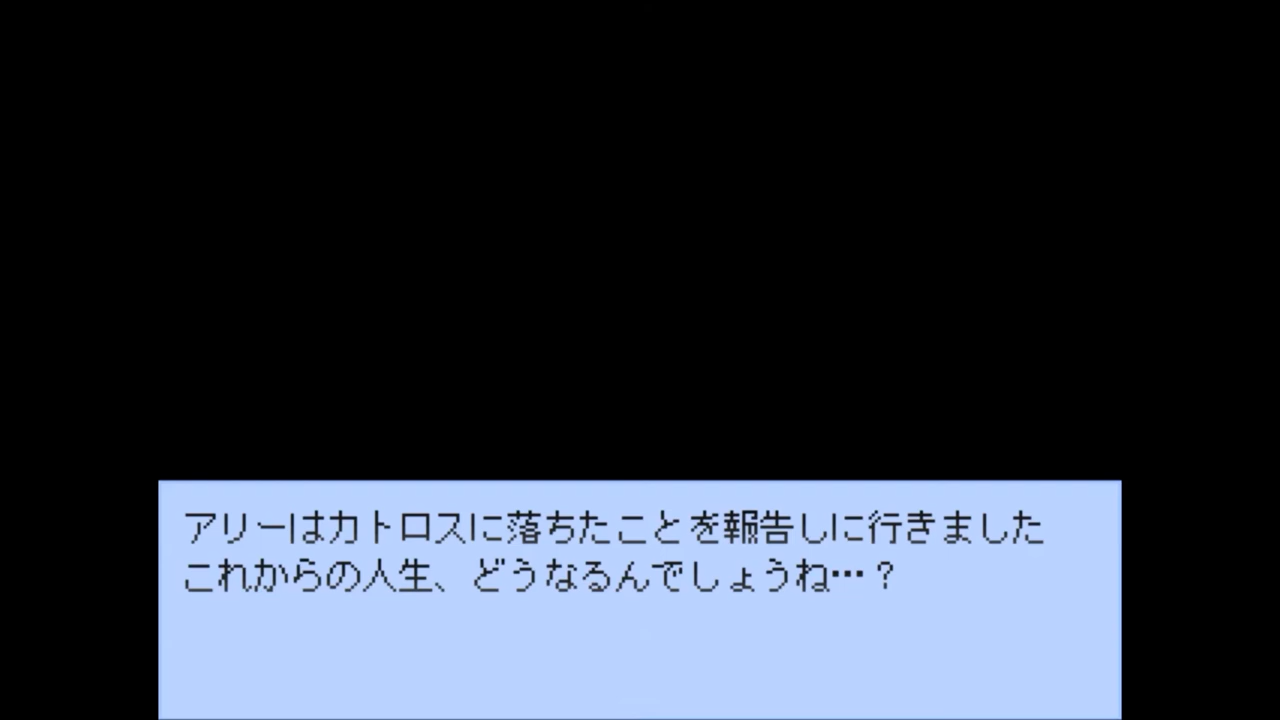 アリーはカトロスに落ちたことを報告しに行きました
これからの人生、どうなるんでしょうね…？